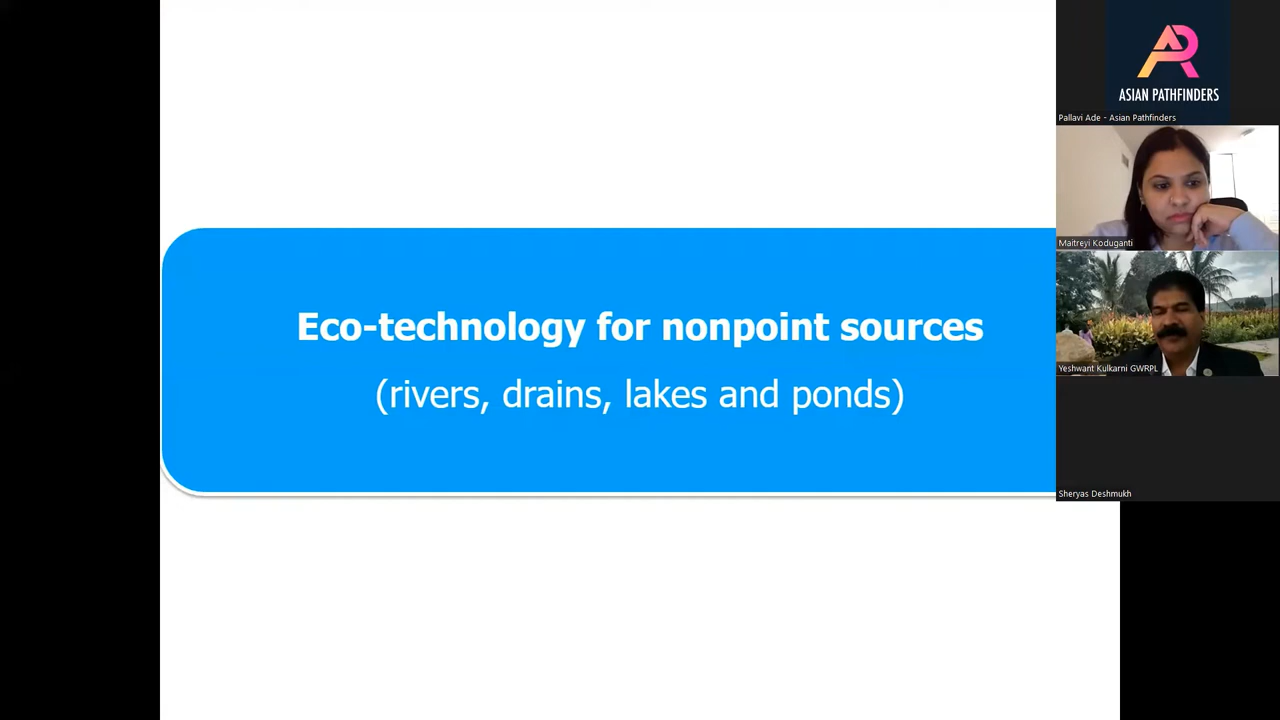 Eco-technology for nonpoint sources
(rivers, drains, lakes and ponds)
AR
ASIAN PATHFINDERS
Pallavi Ade - Asian Pathfinders
Maitreyi Koduganti
Yeshwant Kulkarni GWRPL
Sheryas Deshmukh